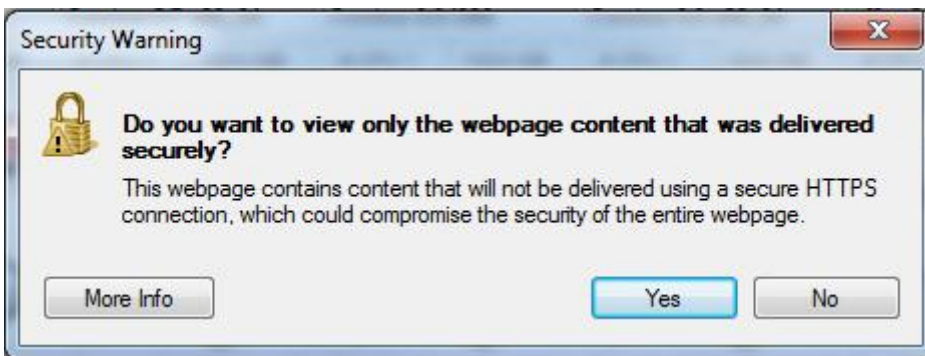 Security Warning
Do you want to view only the webpage content that was delivered
securely?
This webpage contains content that will not be delivered using a secure HTTPS
connection, which could compromise the security of the entire webpage.
More Info
Yes
No